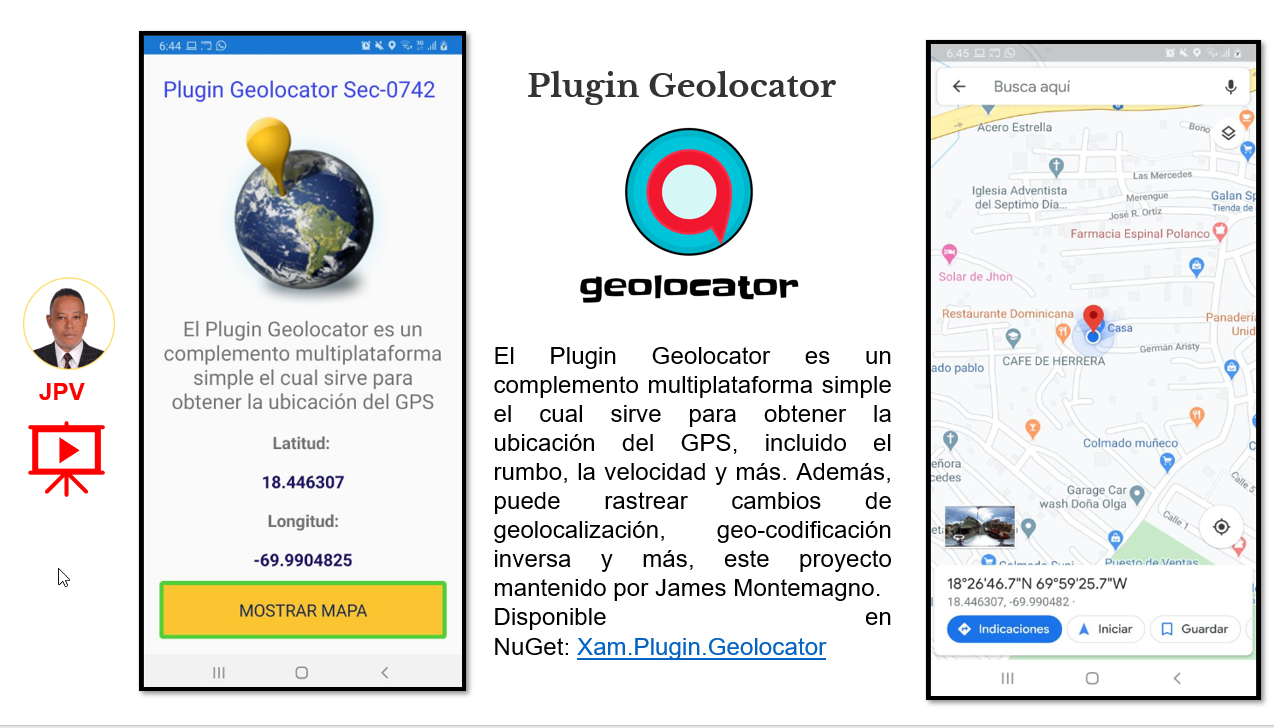 JPV
6:44
Plugin Geolocator Sec-0742
El Plugin Geolocator es un
complemento multiplataforma
simple el cual sirve para
obtener la ubicación del GPS
Latitud:
18.446307
Longitud:
-69.9904825
MOSTRAR MAPA
Plugin Geolocator
geolocator
El Plugin Geolocator es un
complemento multiplataforma simple
el cual sirve para obtener la
ubicación del GPS, incluido el
rumbo, la velocidad y más. Además,
puede rastrear cambios de
geolocalización, geo-codificación
inversa y más, este proyecto
mantenido por James Montemagno.
Disponible en
NuGet: Xam.Plugin.Geolocator
6:45
Busca aquí
Acero Estrella
Bono
Las Mercedes
Iglesia Adventista
del Septimo Día...
Merengue
Galan Sp
Tienda de
José R. Ortiz
Farmacia Espinal Polanco
Solar de Jhon
Restaurante Dominicana
Casa
Panadería
Unid
Germán Aristy
CAFE DE HERRERA
ado pablo
Colmado muñeco
eñora
cedes
Calle 5
Garage Car
wash Doña Olga
Calle 1
Colmado Suni
Puesto de Ventas
18°26'46.7"N 69°59'25.7"W
18.446307, -69.990482 ·
Indicaciones
Iniciar
Guardar